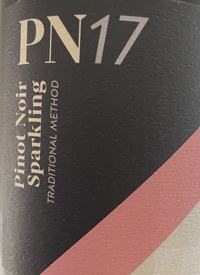 PN17
Pinot Noir
Sparkling
TRADITIONAL METHOD